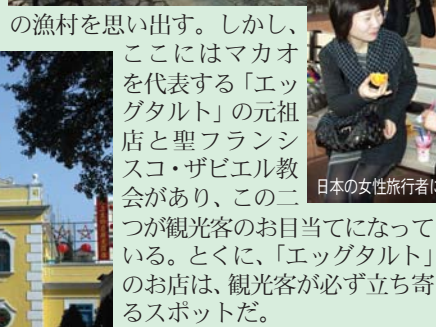 の漁村を思い出す。しかし、
ここにはマカオ
を代表する「エッ
グタルト」の元祖
店と聖フランシ
スコ・ザビエル教
会があり、この二
つが観光客のお目当てになって
いる。とくに、「エッグタルト」
のお店は、観光客が必ず立ち寄
るスポットだ。
日本の女性旅行者に